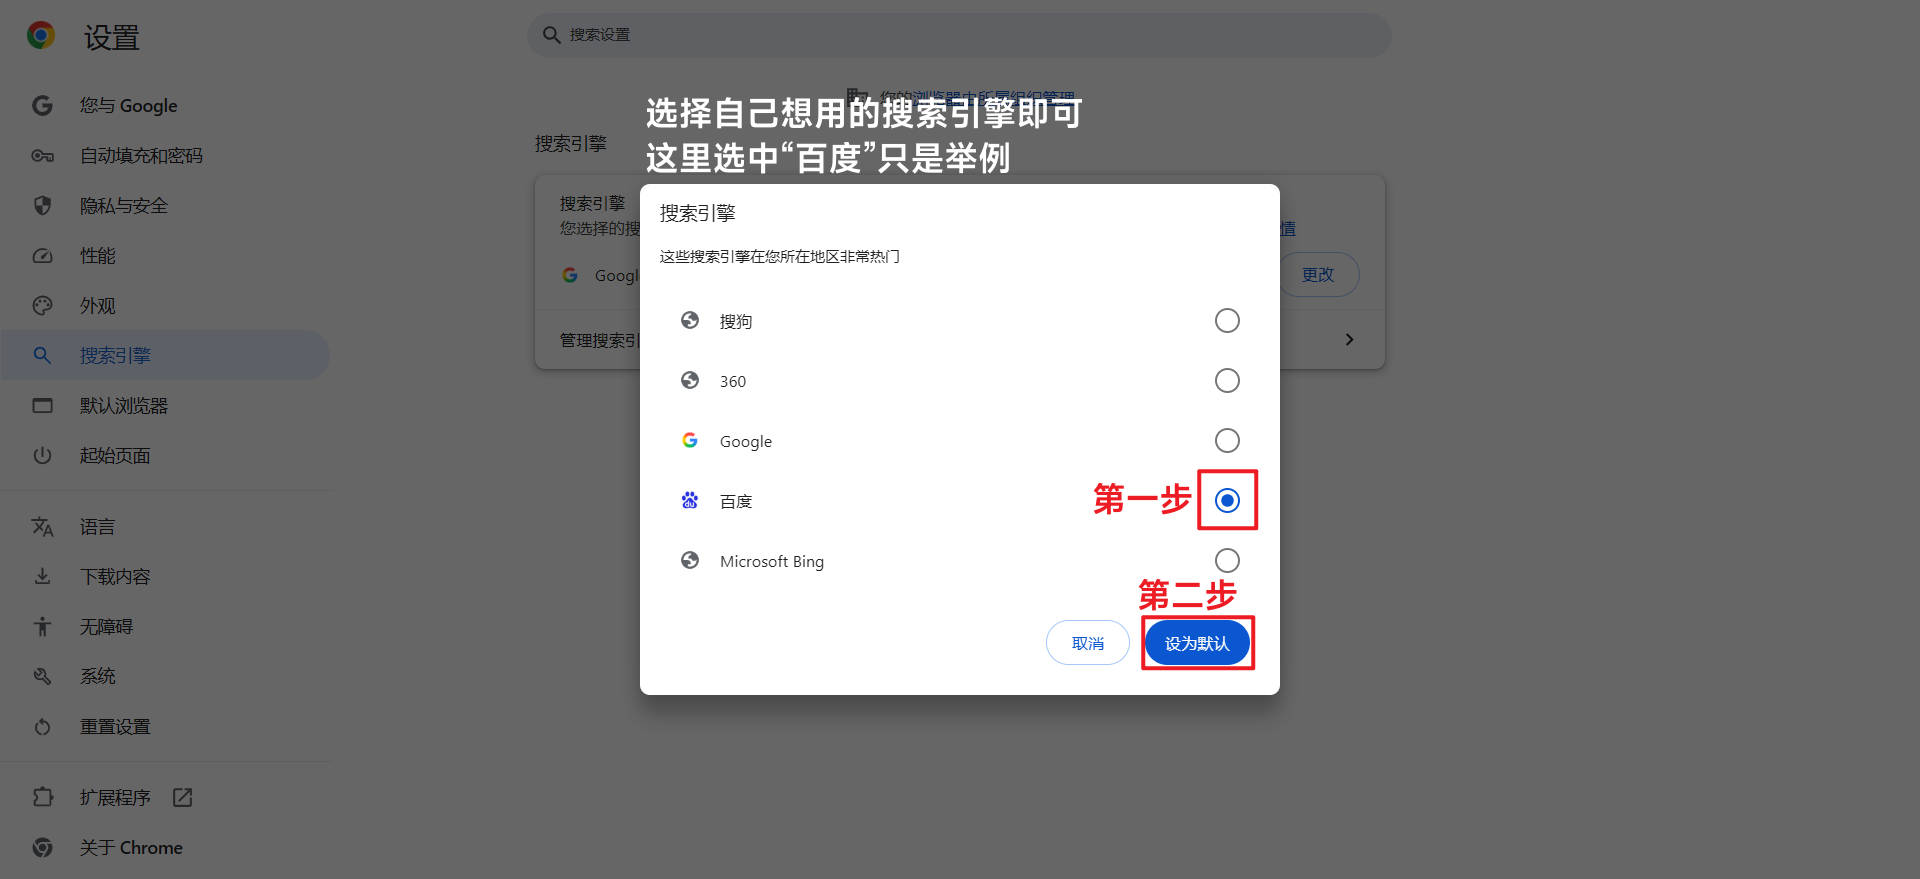 设置
搜索设置
您与 Google
自动填充和密码
隐私与安全
性能
外观
搜索引擎
默认浏览器
起始页面
语言
下载内容
无障碍
系统
重置设置
扩展程序
关于 Chrome
您的浏览器由所属组织管理
选择自己想用的搜索引擎即可
这里选中“百度”只是举例
搜索引擎
搜索引擎
您选择的搜
情
Googl
更改
管理搜索引
搜索引擎
这些搜索引擎在您所在地区非常热门
搜狗
360
Google
百度
第一步
Microsoft Bing
第二步
取消
设为默认